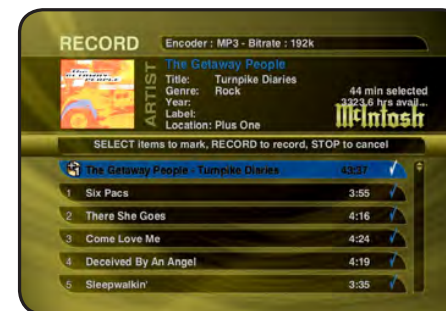 RECORD
Encoder : MP3 - Bitrate : 192k
ARTIST
The Getaway People
Title: Turnpike Diaries
Genre: Rock
44 min selected
Year:
3323.6 hrs avail...
Label:
McIntosh
Location: Plus One
SELECT items to mark, RECORD to record, STOP to cancel
The Getaway People - Turnpike Diaries 43:37
1 Six Pacs 3:55
2 There She Goes 4:16
3 Come Love Me 4:24
4 Deceived By An Angel 4:19
5 Sleepwalkin' 3:35